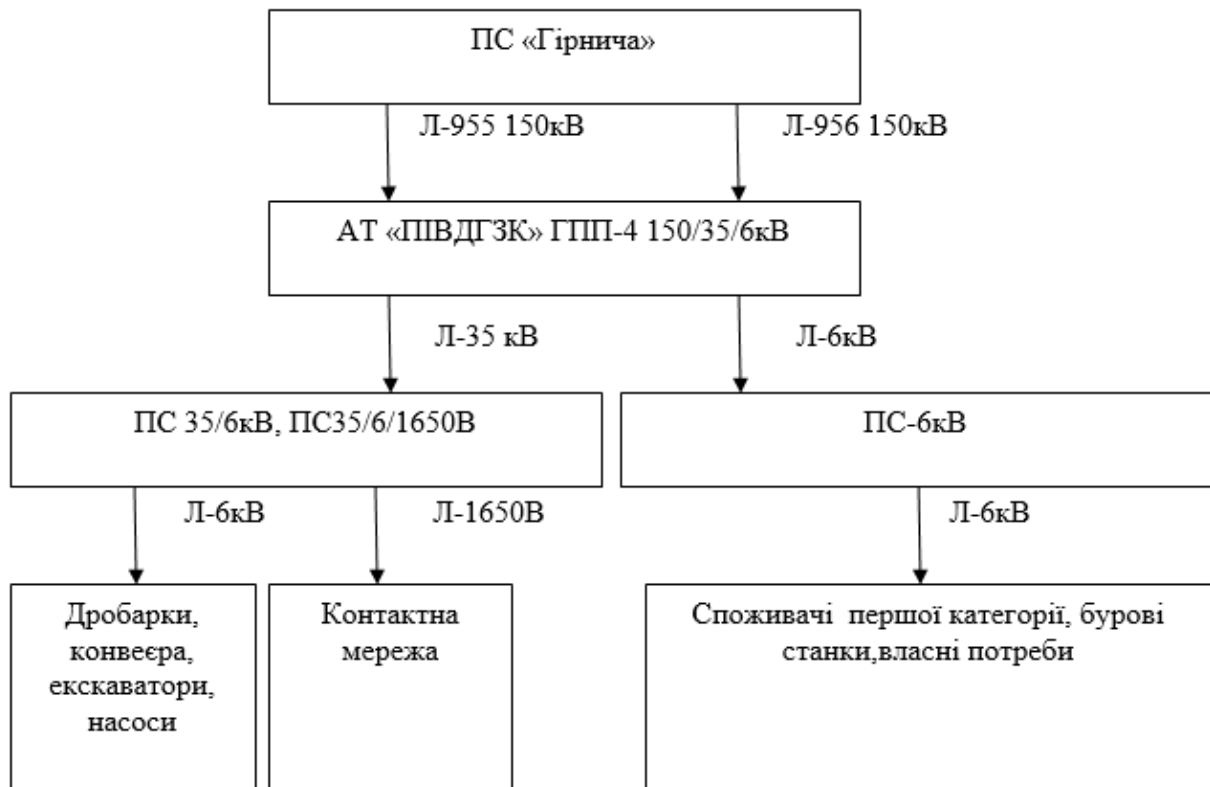 ПС «Гірнича»
Л-955 150кВ
Л-956 150кВ
АТ «ПІВДГЗК» ГПП-4 150/35/6кВ
Л-35 кВ
Л-6кВ
ПС 35/6кВ, ПС35/6/1650В
ПС-6кВ
Л-6кВ
Л-1650В
Л-6кВ
Дробарки,
конвеєра,
екскаватори,
насоси
Контактна
мережа
Споживачі першої категорії, бурові
станки,власні потреби